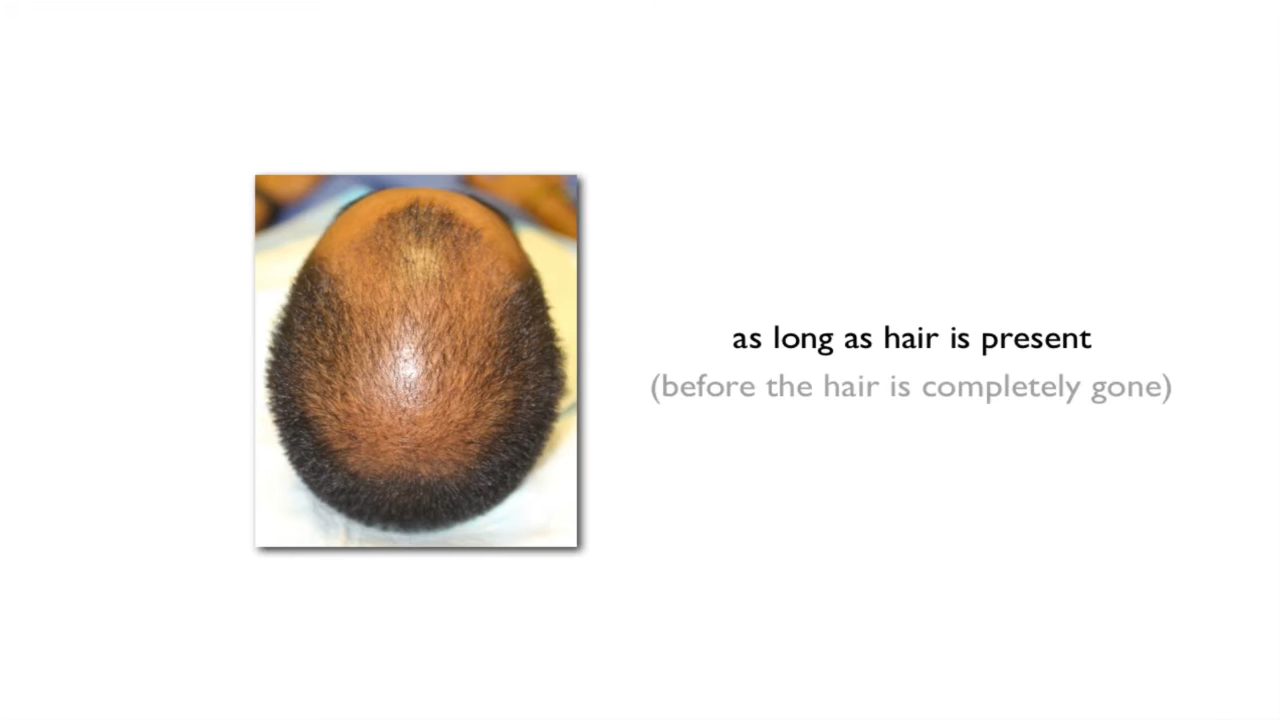 as long as hair is present
(before the hair is completely gone)